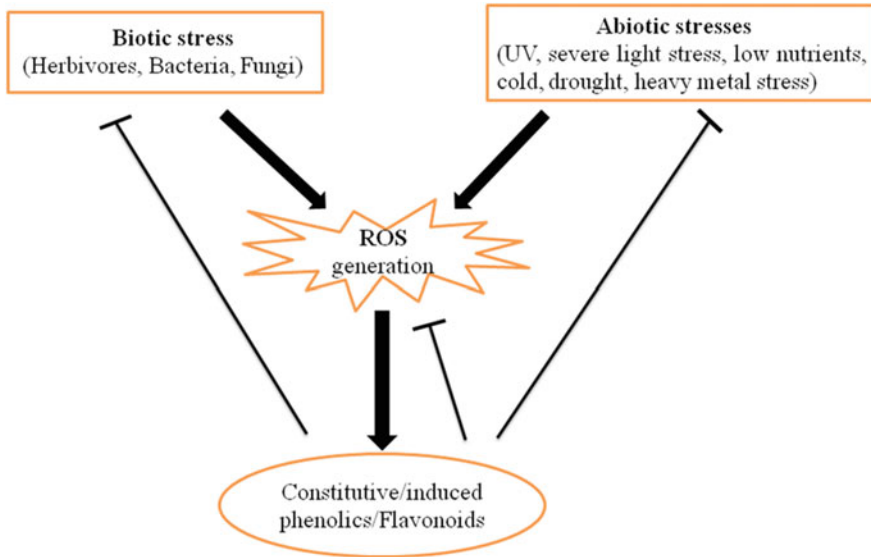 Biotic stress
(Herbivores, Bacteria, Fungi)
Abiotic stresses
(UV, severe light stress, low nutrients,
cold, drought, heavy metal stress)
ROS
generation
Constitutive/induced
phenolics/Flavonoids